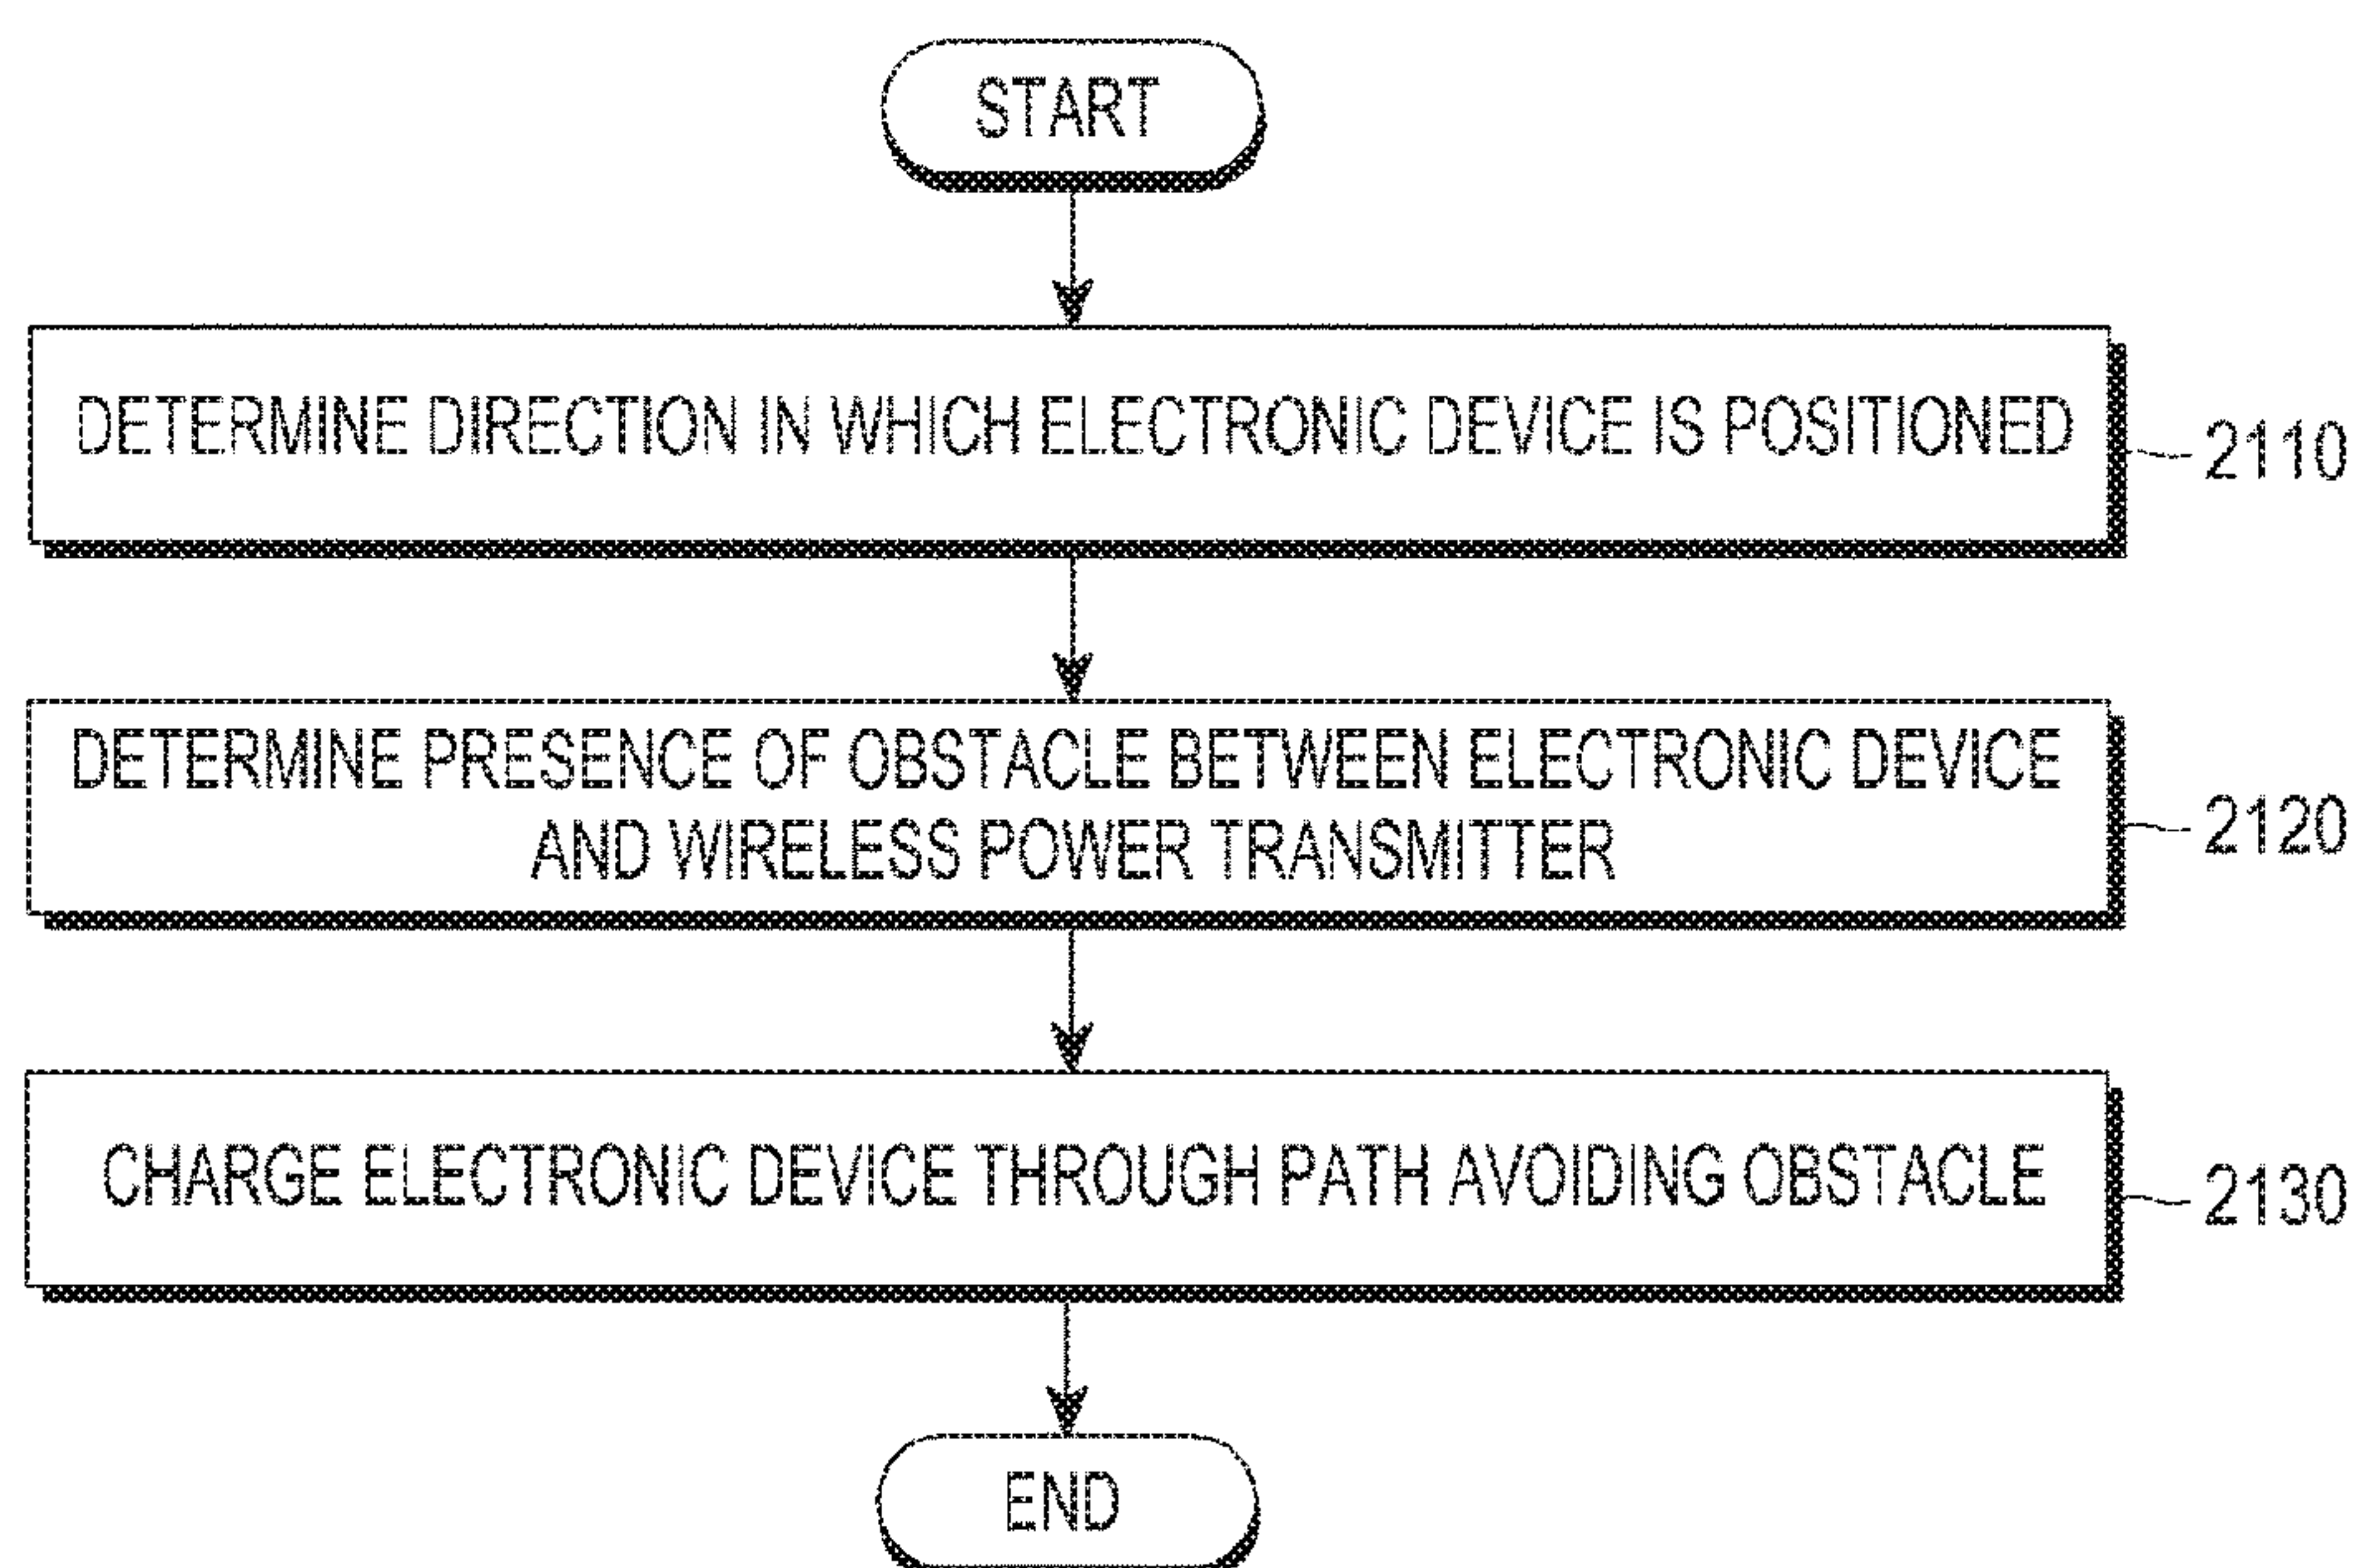 START
DETERMINE DIRECTION IN WHICH ELECTRONIC DEVICE IS POSITIONED
2110
DETERMINE PRESENCE OF OBSTACLE BETWEEN ELECTRONIC DEVICE
AND WIRELESS POWER TRANSMITTER
2120
CHARGE ELECTRONIC DEVICE THROUGH PATH AVOIDING OBSTACLE
2130
END